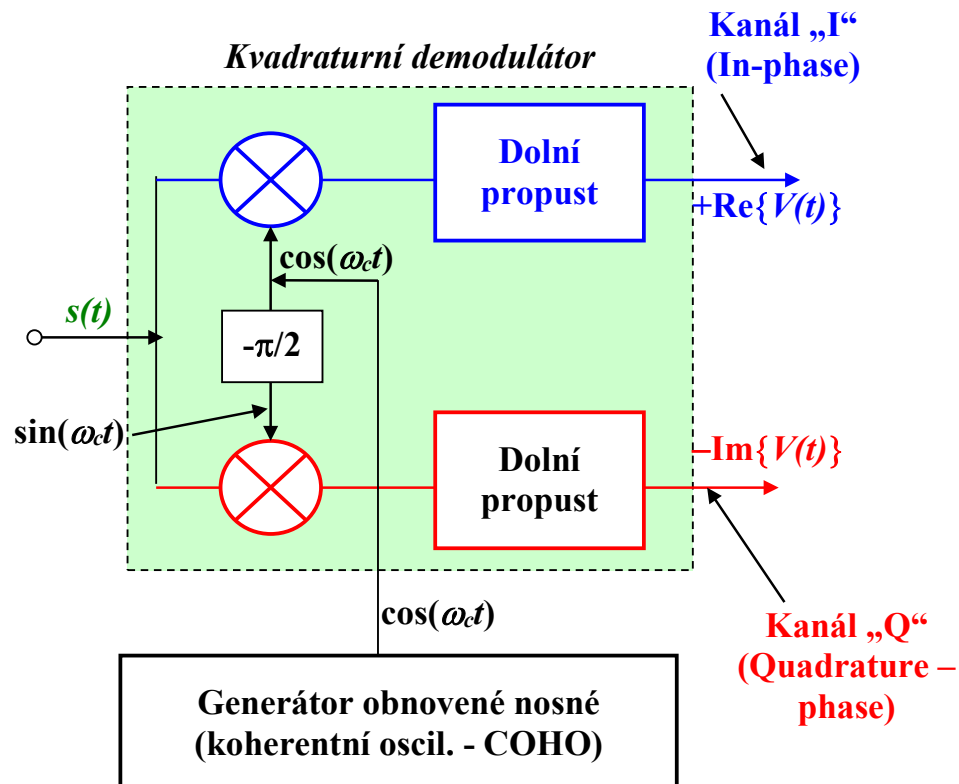 Kvadraturní demodulátor
Kanál „I“
(In-phase)
Dolní
propust
+Re{V(t)}
cos(ωct)
s(t)
-π/2
sin(ωct)
Dolní
propust
–Im{V(t)}
cos(ωct)
Kanál „Q“
(Quadrature –
phase)
Generátor obnovené nosné
(koherentní oscil. - COHO)